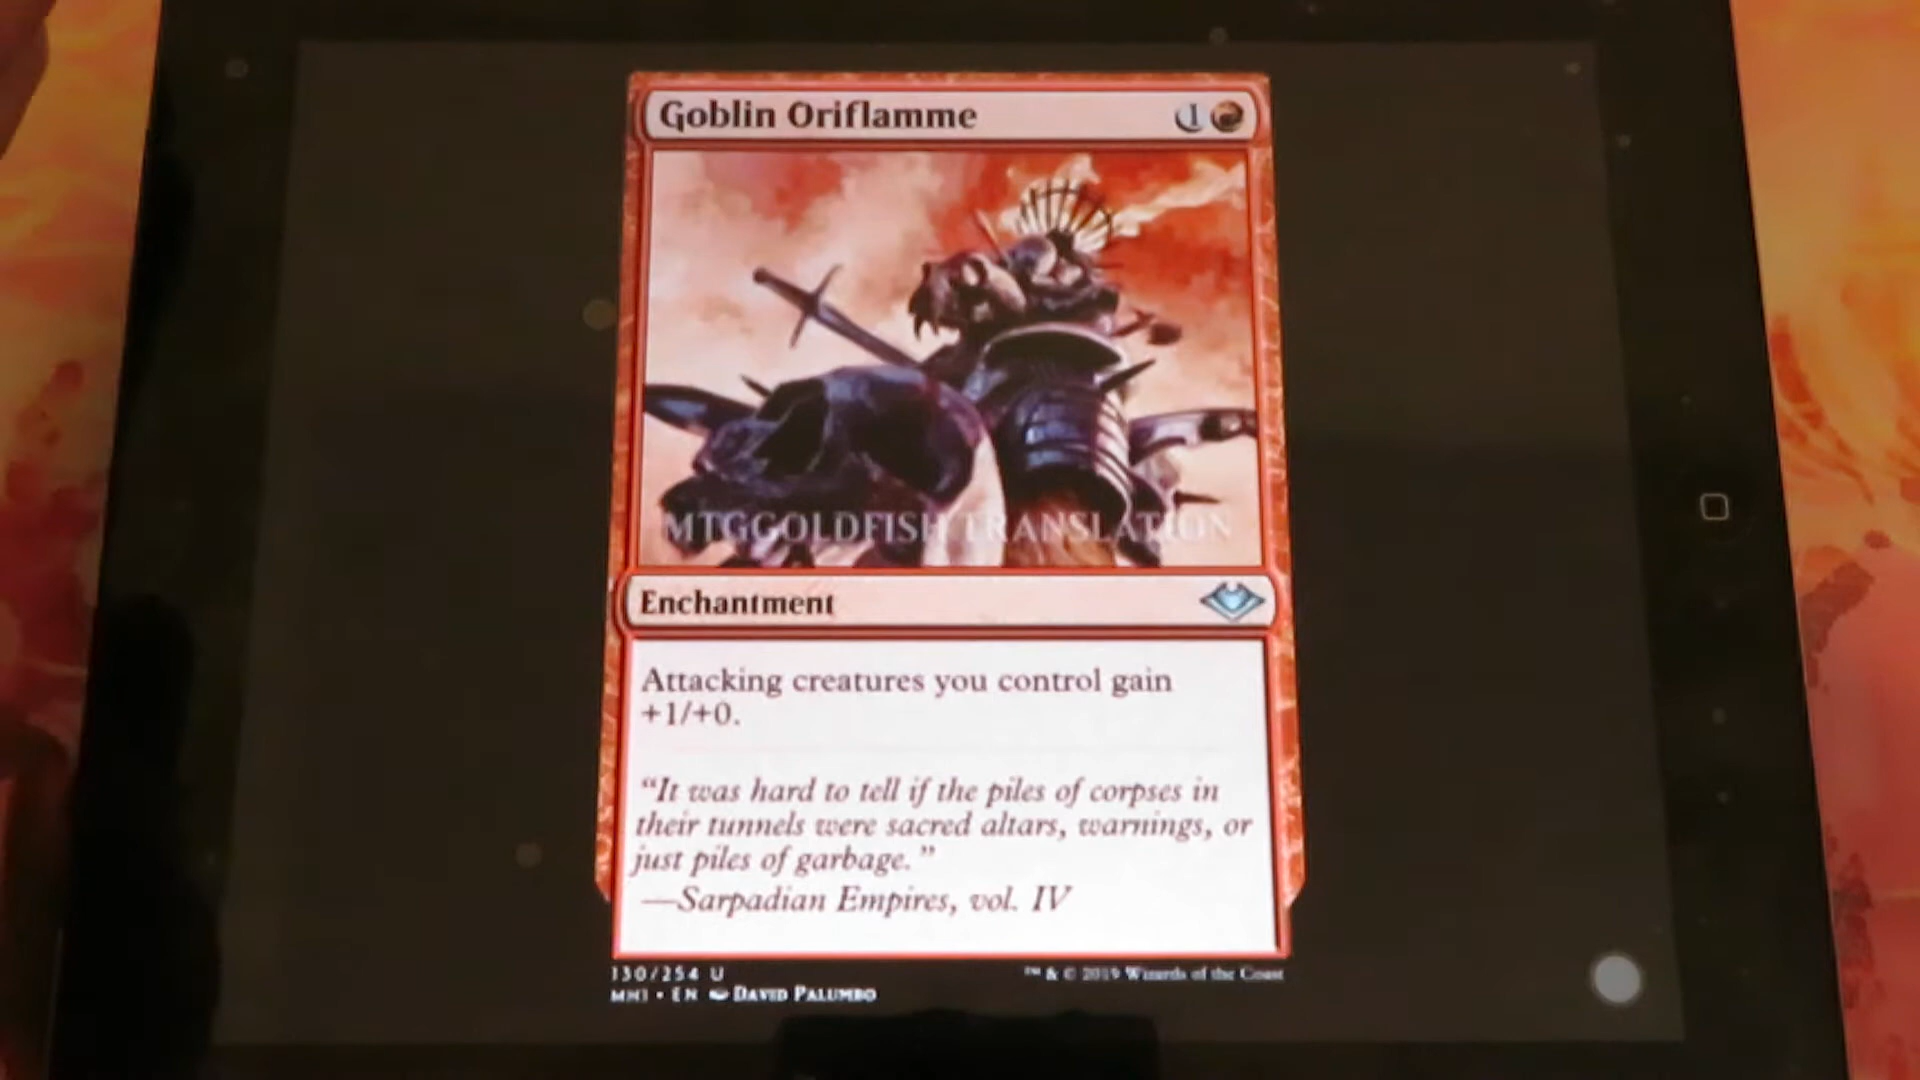 Goblin Oriflamme 1
MTGGOLDFISH TRANSLATION
Enchantment
Attacking creatures you control gain
+1/+0.
“It was hard to tell if the piles of corpses in
their tunnels were sacred altars, warnings, or
just piles of garbage.”
—Sarpadian Empires, vol. IV
130/254 U
™ & © 2019 Wizards of the Coast
MH1 • EN David Palumbo